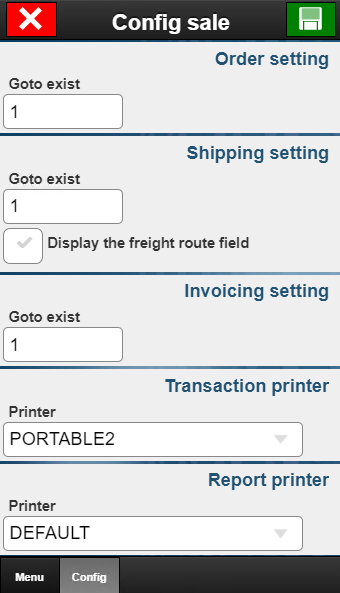 Config sale
Order setting
Goto exist
1
Shipping setting
Goto exist
1
Display the freight route field
Invoicing setting
Goto exist
1
Transaction printer
Printer
PORTABLE2
Report printer
Printer
DEFAULT
Menu Config